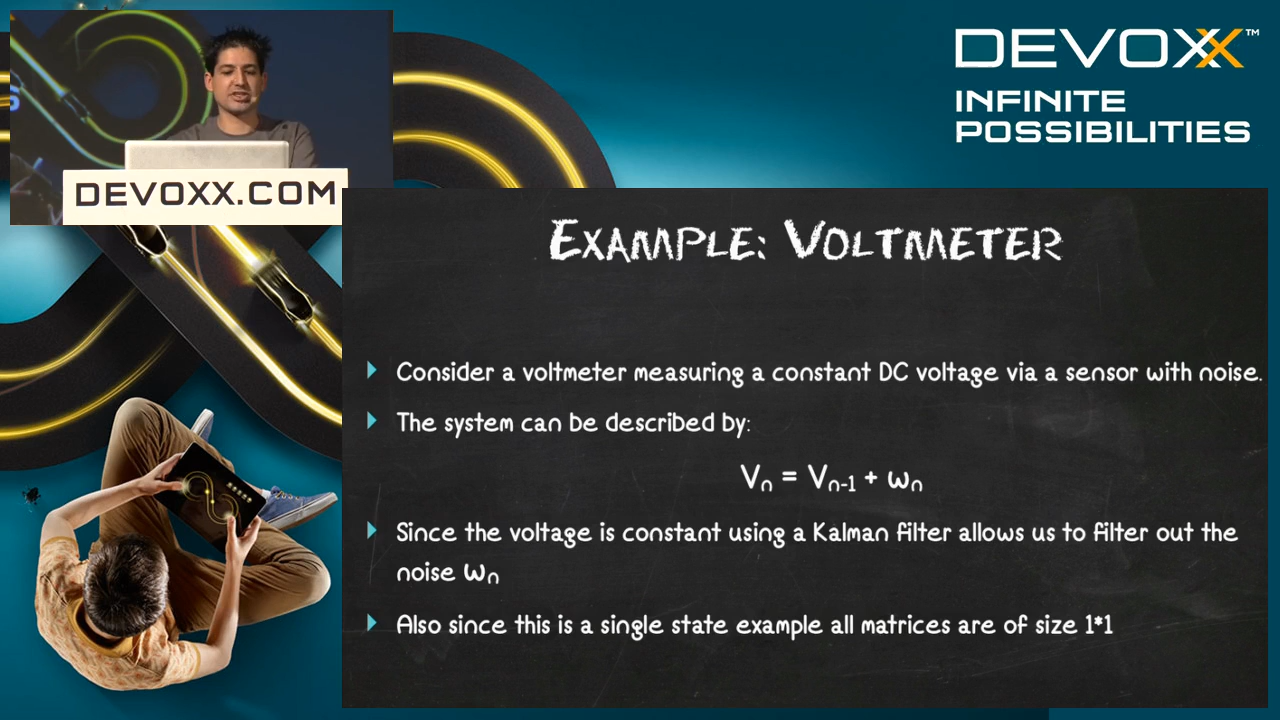 DEVOXX™
INFINITE
POSSIBILITIES
DEVOXX.COM
EXAMPLE: VOLTMETER
Consider a voltmeter measuring a constant DC voltage via a sensor with noise.
The system can be described by:
Vn = Vn-1 + ωn
Since the voltage is constant using a Kalman filter allows us to filter out the
noise ωn
Also since this is a single state example all matrices are of size 1*1